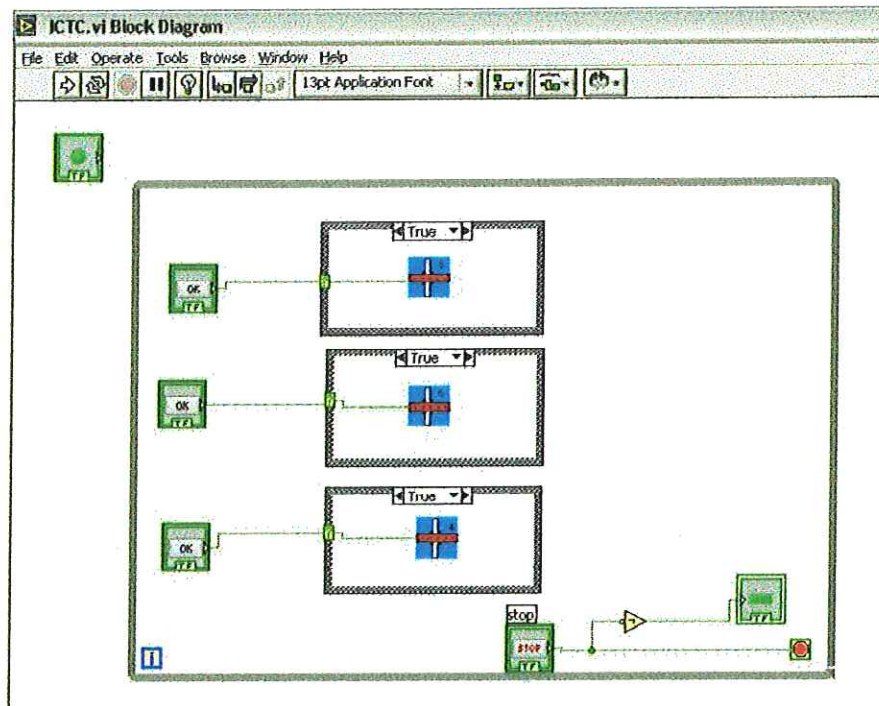 ICTC.vi Block Diagram
File Edit Operate Tools Browse Window Help
13pt Application Font
TF
True
OK
TF
True
OK
TF
True
OK
TF
stop
STOP
TF
TF
i